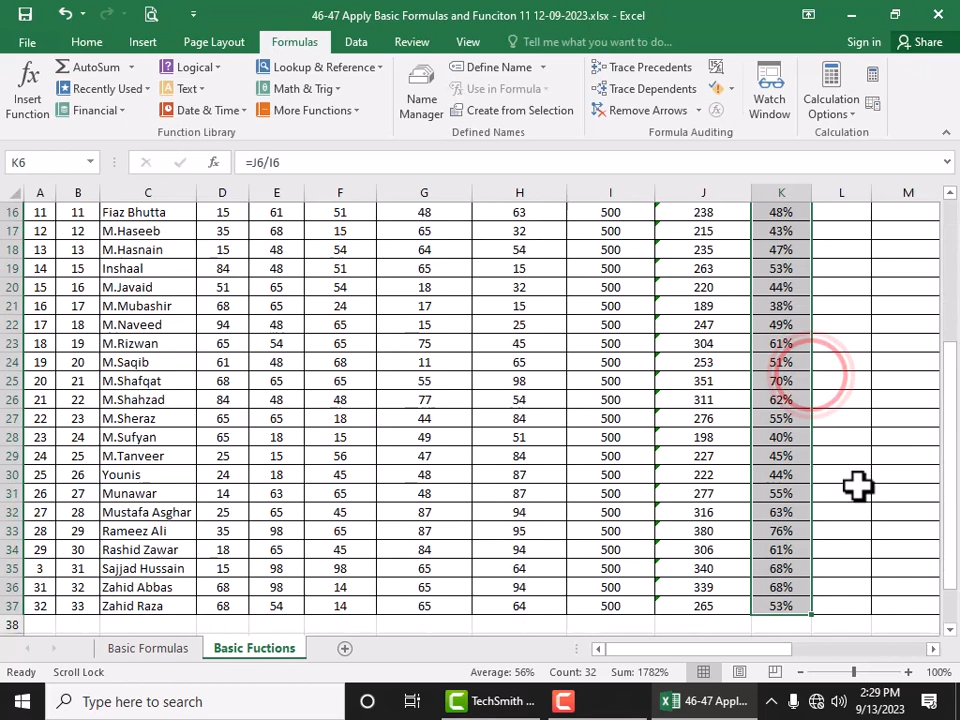 46-47 Apply Basic Formulas and Funciton 11 12-09-2023.xlsx - Excel
File Home Insert Page Layout Formulas Data Review View Tell me what you want to do... Sign in Share
AutoSum Logical Lookup & Reference Define Name Trace Precedents
Recently Used Text Math & Trig Use in Formula Trace Dependents
Financial Date & Time More Functions Create from Selection Remove Arrows
Insert Function Name Manager Watch Window Calculation Options
Function Library Defined Names Formula Auditing Calculation
K6 fx =J6/I6
A B C D E F G H I J K L M
16 11 11 Fiaz Bhutta 15 61 51 48 63 500 238 48%
17 12 12 M.Haseeb 35 68 15 65 32 500 215 43%
18 13 13 M.Hasnain 15 48 54 64 54 500 235 47%
19 14 15 Inshaal 84 48 51 65 15 500 263 53%
20 15 16 M.Javaid 51 65 54 18 32 500 220 44%
21 16 17 M.Mubashir 68 65 24 17 15 500 189 38%
22 17 18 M.Naveed 94 48 65 15 25 500 247 49%
23 18 19 M.Rizwan 65 54 65 75 45 500 304 61%
24 19 20 M.Saqib 61 48 68 11 65 500 253 51%
25 20 21 M.Shafqat 68 65 65 55 98 500 351 70%
26 21 22 M.Shahzad 84 48 48 77 54 500 311 62%
27 22 23 M.Sheraz 65 65 18 44 84 500 276 55%
28 23 24 M.Sufyan 65 18 15 49 51 500 198 40%
29 24 25 M.Tanveer 25 15 56 47 84 500 227 45%
30 25 26 Younis 24 18 45 48 87 500 222 44%
31 26 27 Munawar 14 63 65 48 87 500 277 55%
32 27 28 Mustafa Asghar 25 65 45 87 94 500 316 63%
33 28 29 Rameez Ali 35 98 65 87 95 500 380 76%
34 29 30 Rashid Zawar 18 65 45 84 94 500 306 61%
35 3 31 Sajjad Hussain 15 98 98 65 64 500 340 68%
36 31 32 Zahid Abbas 68 98 14 65 94 500 339 68%
37 32 33 Zahid Raza 68 54 14 65 64 500 265 53%
38
Basic Formulas Basic Fuctions
Ready Scroll Lock Average: 56% Count: 32 Sum: 1782% 100%
Type here to search TechSmith ... 46-47 Appl... 2:29 PM
9/13/2023